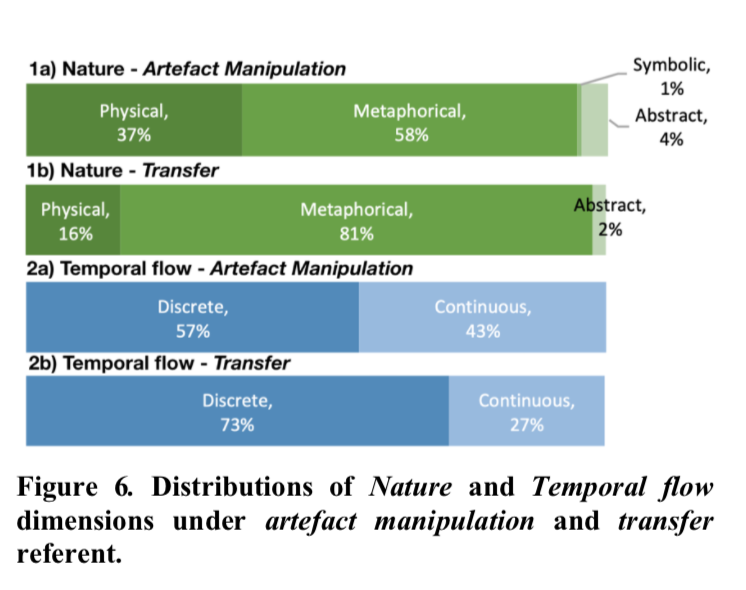 1a) Nature - Artefact Manipulation
Physical,
37%
Metaphorical,
58%
Symbolic,
1%
Abstract,
4%
1b) Nature - Transfer
Physical,
16%
Metaphorical,
81%
Abstract,
2%
2a) Temporal flow - Artefact Manipulation
Discrete,
57%
Continuous,
43%
2b) Temporal flow - Transfer
Discrete,
73%
Continuous,
27%
Figure 6. Distributions of Nature and Temporal flow
dimensions under artefact manipulation and transfer
referent.